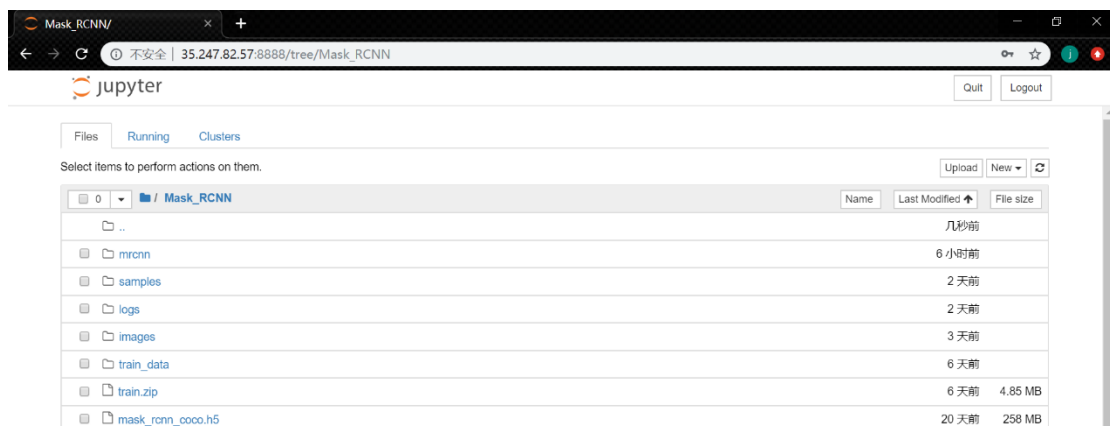 Mask_RCNN/
不安全 | 35.247.82.57:8888/tree/Mask_RCNN
jupyter Quit Logout
Files Running Clusters
Select items to perform actions on them. Upload New
0 / Mask_RCNN Name Last Modified File size
.. 几秒前
mrcnn 6 小时前
samples 2 天前
logs 2 天前
images 3 天前
train_data 6 天前
train.zip 6 天前 4.85 MB
mask_rcnn_coco.h5 20 天前 258 MB